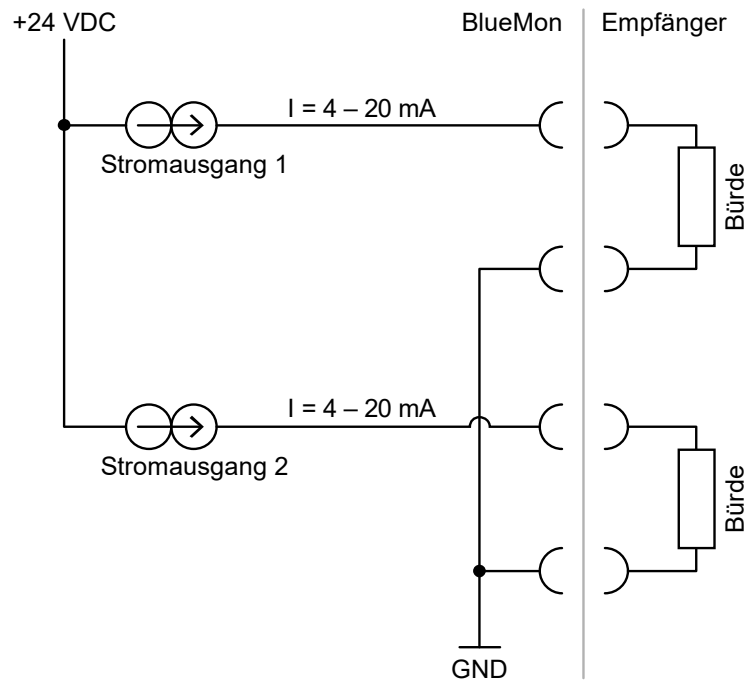 +24 VDC
BlueMon
Empfänger
I = 4 – 20 mA
Stromausgang 1
Bürde
I = 4 – 20 mA
Stromausgang 2
Bürde
GND